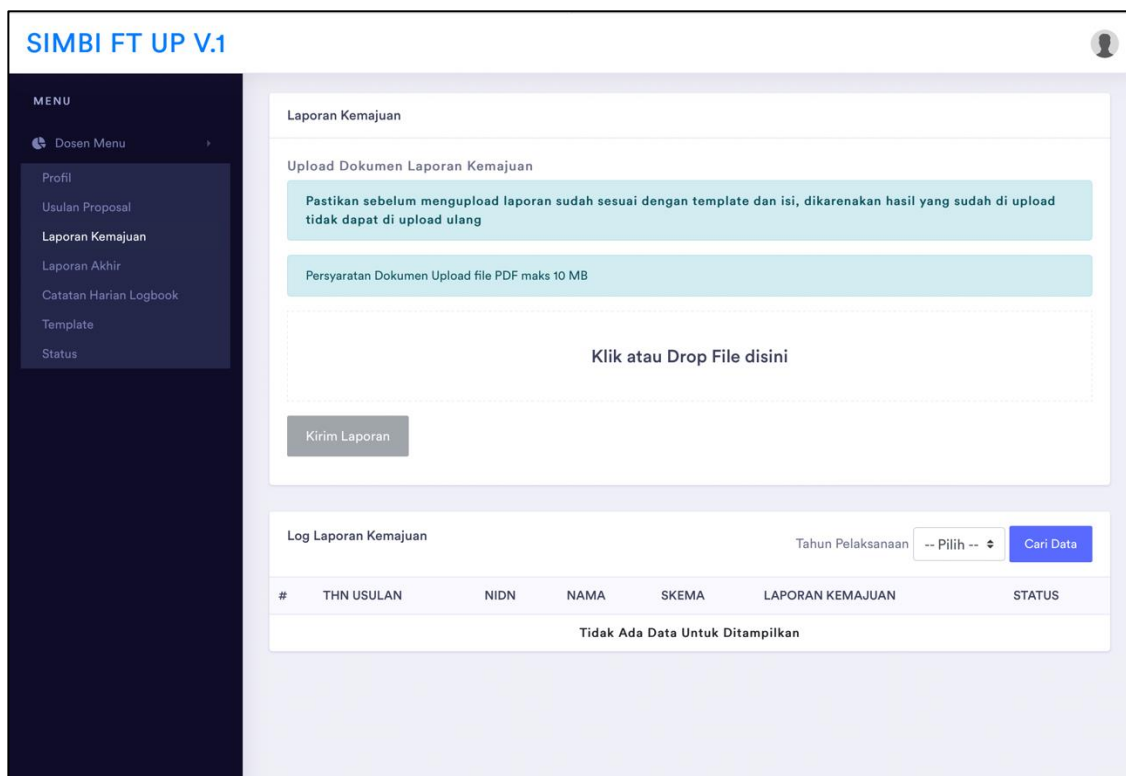 SIMBI FT UP V.1
MENU
Dosen Menu
Profil
Usulan Proposal
Laporan Kemajuan
Laporan Akhir
Catatan Harian Logbook
Template
Status
Laporan Kemajuan
Upload Dokumen Laporan Kemajuan
Pastikan sebelum mengupload laporan sudah sesuai dengan template dan isi, dikarenakan hasil yang sudah di upload
tidak dapat di upload ulang
Persyaratan Dokumen Upload file PDF maks 10 MB
Klik atau Drop File disini
Kirim Laporan
Log Laporan Kemajuan
Tahun Pelaksanaan -- Pilih -- Cari Data
# THN USULAN NIDN NAMA SKEMA LAPORAN KEMAJUAN STATUS
Tidak Ada Data Untuk Ditampilkan